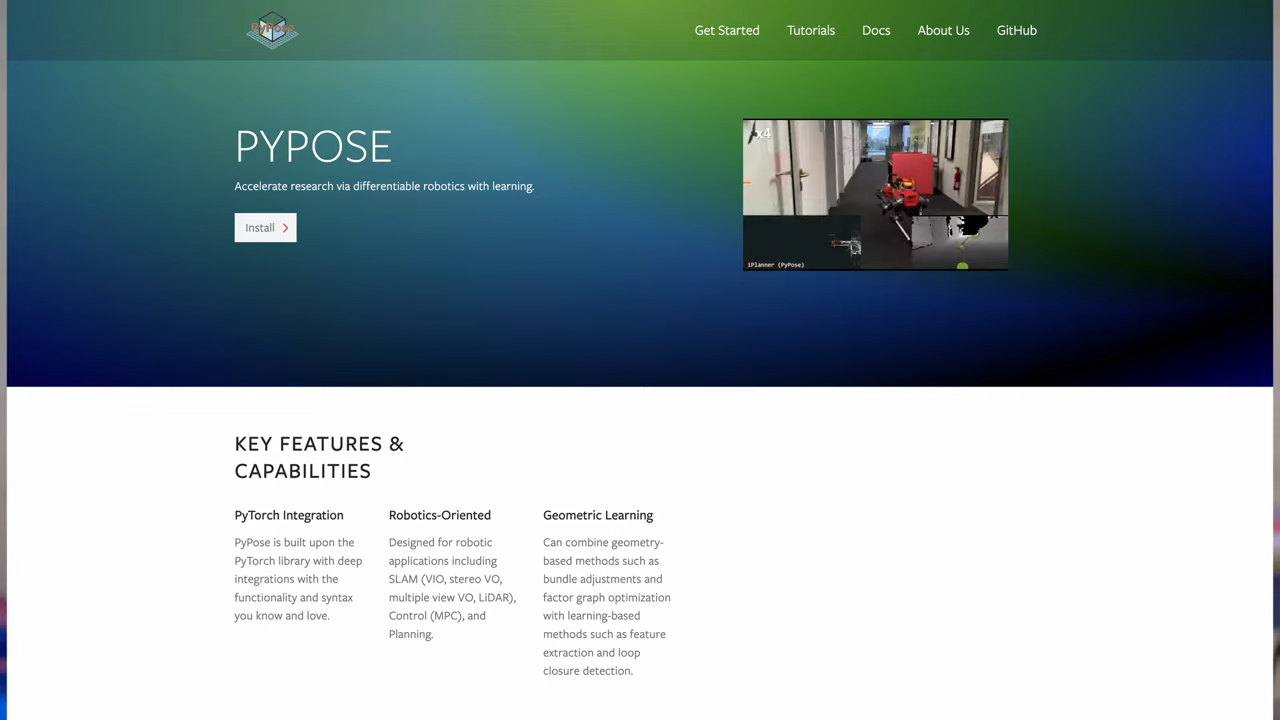 PyPose
Get Started
Tutorials
Docs
About Us
GitHub
PYPOSE
Accelerate research via differentiable robotics with learning.
Install
x4
iPlanner (PyPose)
KEY FEATURES &
CAPABILITIES
PyTorch Integration
PyPose is built upon the
PyTorch library with deep
integrations with the
functionality and syntax
you know and love.
Robotics-Oriented
Designed for robotic
applications including
SLAM (VIO, stereo VO,
multiple view VO, LiDAR),
Control (MPC), and
Planning.
Geometric Learning
Can combine geometry-
based methods such as
bundle adjustments and
factor graph optimization
with learning-based
methods such as feature
extraction and loop
closure detection.